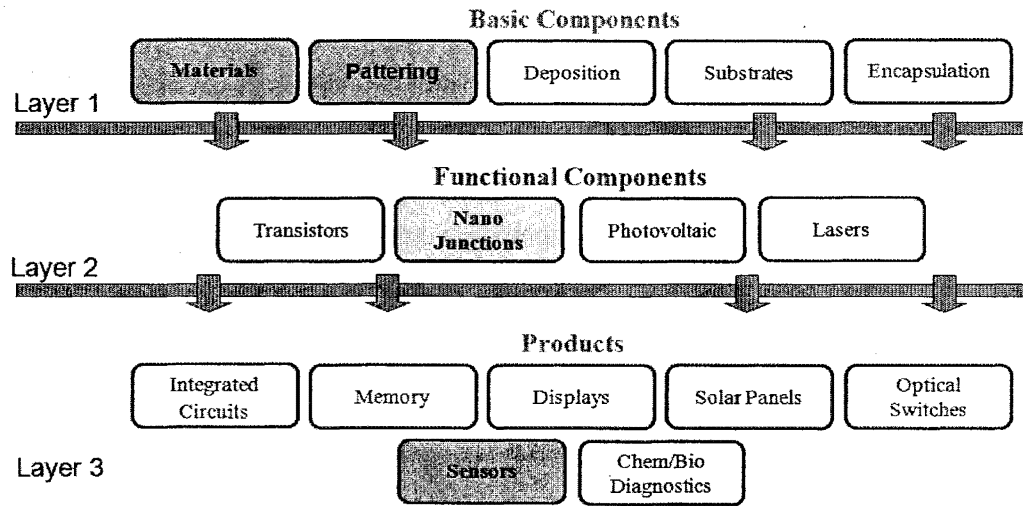 Basic Components
Materials
Pattering
Deposition
Substrates
Encapsulation
Layer 1
Functional Components
Transistors
Nano
Junctions
Photovoltaic
Lasers
Layer 2
Products
Integrated
Circuits
Memory
Displays
Solar Panels
Optical
Switches
Layer 3
Sensors
Chem/Bio
Diagnostics